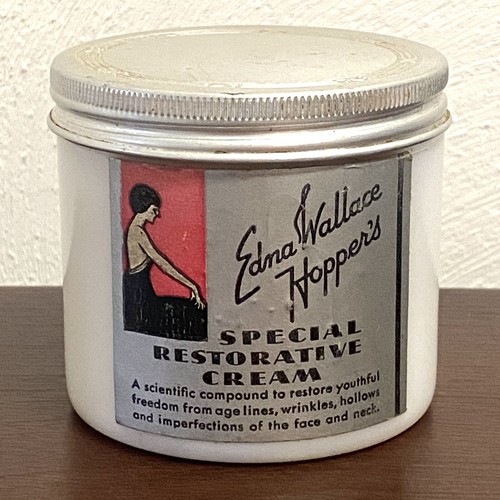 Edna Wallace
Hopper's
SPECIAL
RESTORATIVE
CREAM
A scientific compound to restore youthful
freedom from age lines, wrinkles, hollows
and imperfections of the face and neck.